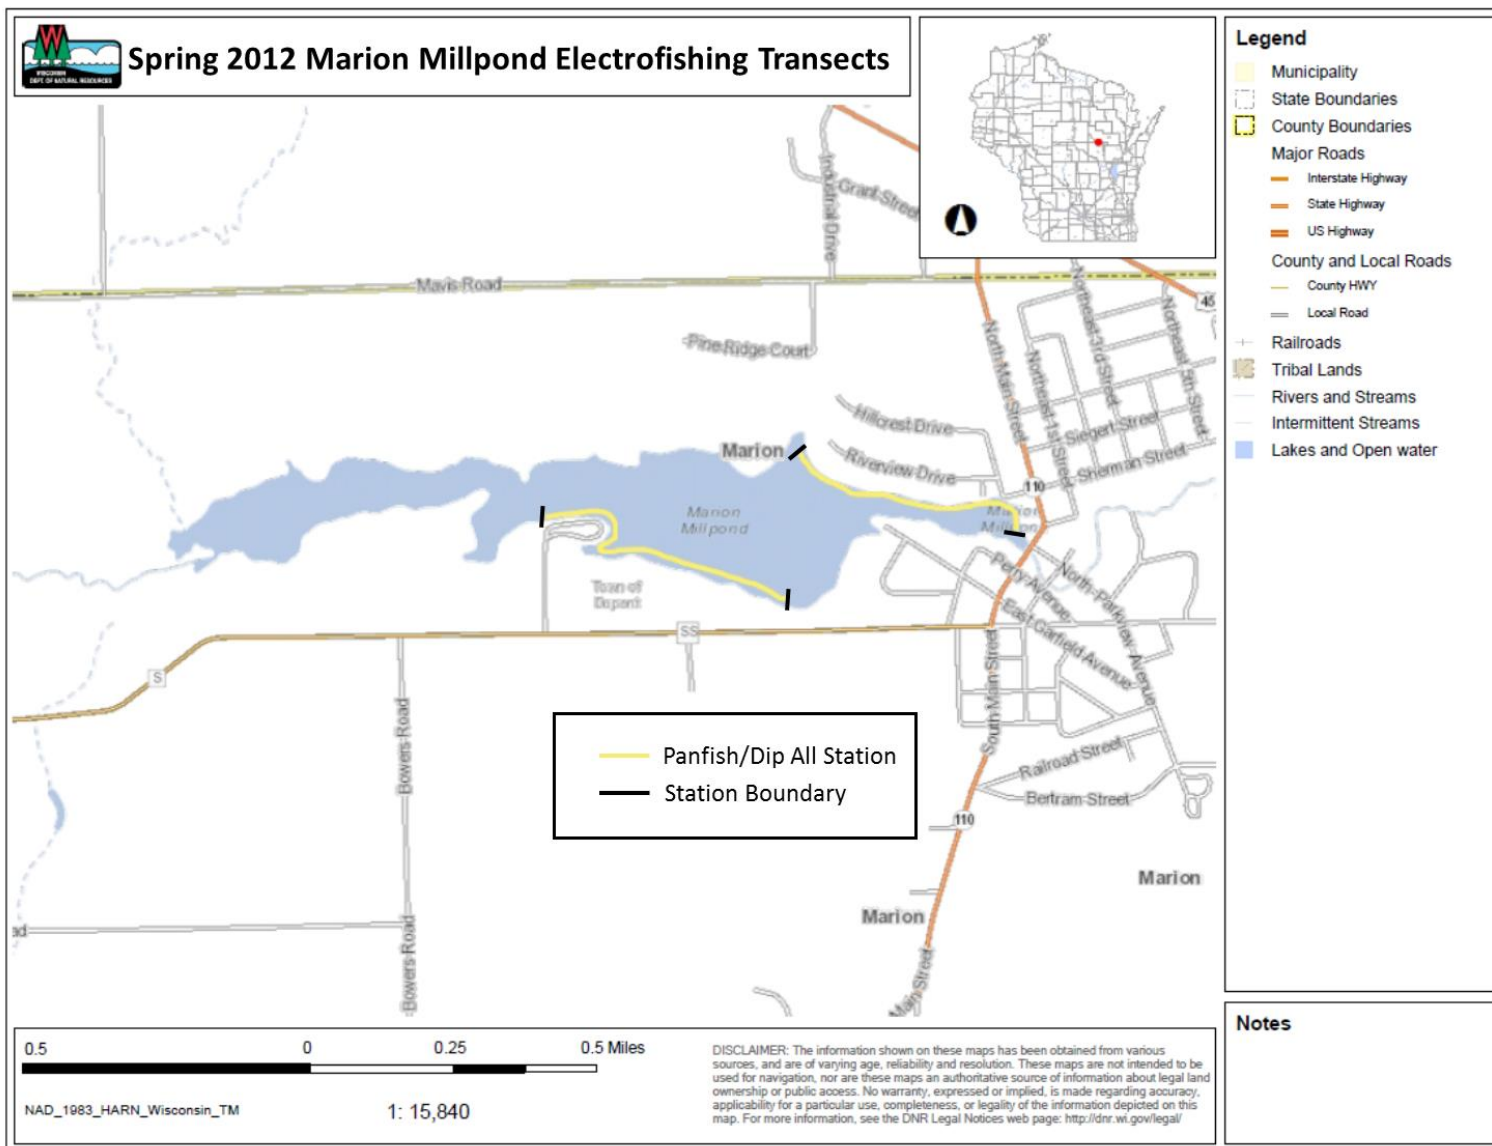 WISCONSIN
DEPT. OF NATURAL RESOURCES
Spring 2012 Marion Millpond Electrofishing Transects
Legend
Municipality
State Boundaries
County Boundaries
Major Roads
Interstate Highway
State Highway
US Highway
County and Local Roads
County HWY
Local Road
Railroads
Tribal Lands
Rivers and Streams
Intermittent Streams
Lakes and Open water
Industrial Drive
Grant Street
Mavis Road
45
Pine Ridge Court
North Main Street
Northeast 1st Street
Northeast 3rd Street
Northeast 5th Street
Hillcrest Drive
Siegert Street
Marion
Riverview Drive
Sherman Street
110
Marion
Millpond
Marion
Town of
Dupont
Perry Avenue
North Parkview Avenue
East Garfield Avenue
SS
S
South Main Street
Bowers Road
Panfish/Dip All Station
Station Boundary
Railroad Street
Bertram Street
110
Marion
Marion
Bowers Road
Main Street
ad
Notes
0.5 0 0.25 0.5 Miles
NAD_1983_HARN_Wisconsin_TM
1: 15,840
DISCLAIMER: The information shown on these maps has been obtained from various
sources, and are of varying age, reliability and resolution. These maps are not intended to be
used for navigation, nor are these maps an authoritative source of information about legal land
ownership or public access. No warranty, expressed or implied, is made regarding accuracy,
applicability for a particular use, completeness, or legality of the information depicted on this
map. For more information, see the DNR Legal Notices web page: http://dnr.wi.gov/legal/